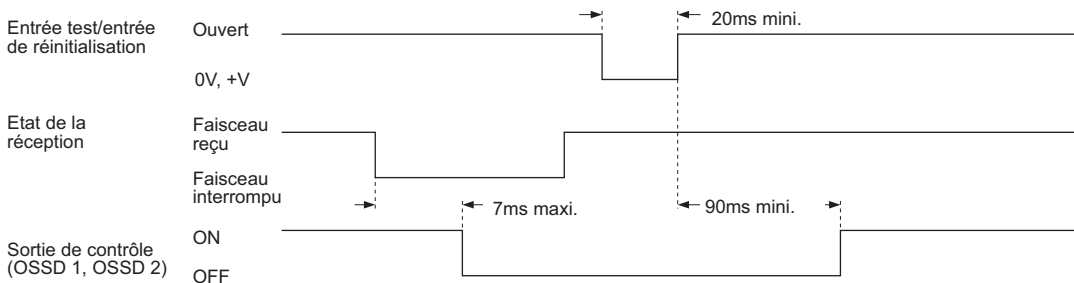 Entrée test/entrée
de réinitialisation
Ouvert
20ms mini.
0V, +V
Etat de la
réception
Faisceau
reçu
Faisceau
interrompu
7ms maxi.
90ms mini.
Sortie de contrôle
(OSSD 1, OSSD 2)
ON
OFF